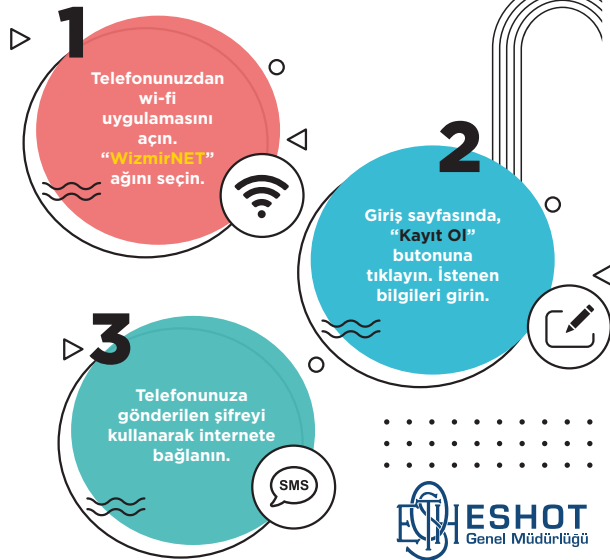 1
Telefonunuzdan
wi-fi
uygulamasını
açın.
“WizmirNET”
ağını seçin.
2
Giriş sayfasında,
“Kayıt Ol”
butonuna
tıklayın. İstenen
bilgileri girin.
3
Telefonunuza
gönderilen şifreyi
kullanarak internete
bağlanın.
SMS
ESHOT
Genel Müdürlüğü